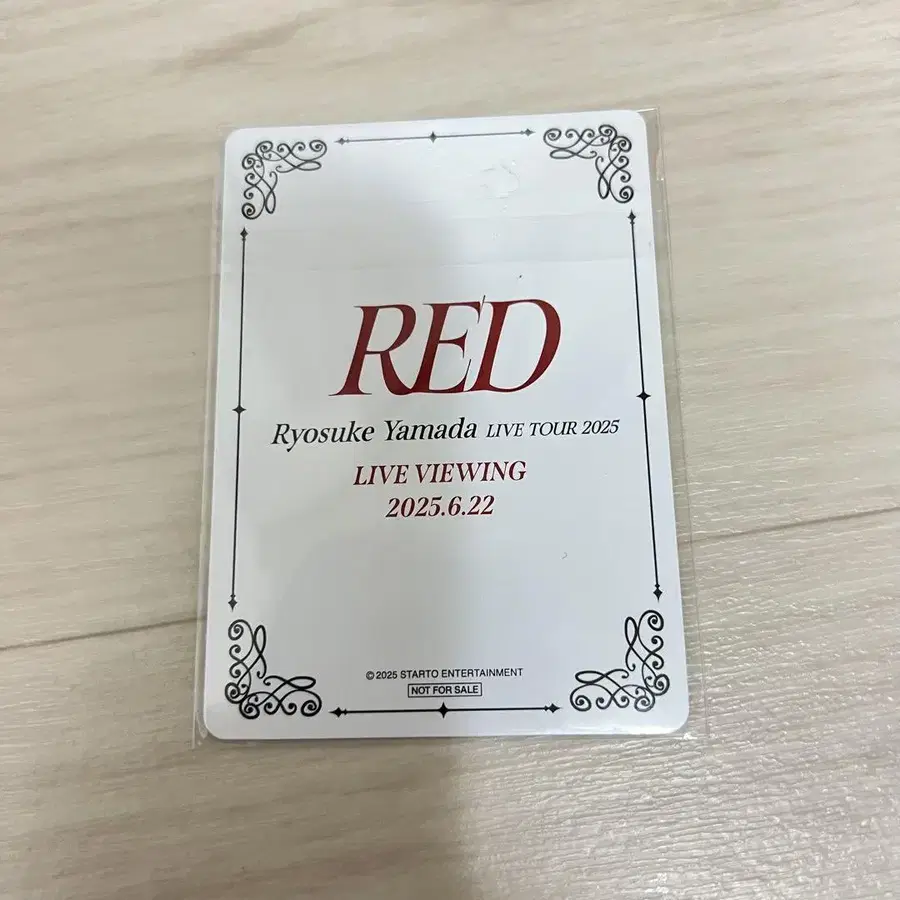 RED
Ryosuke Yamada LIVE TOUR 2025
LIVE VIEWING
2025.6.22
© 2025 STARTO ENTERTAINMENT
NOT FOR SALE